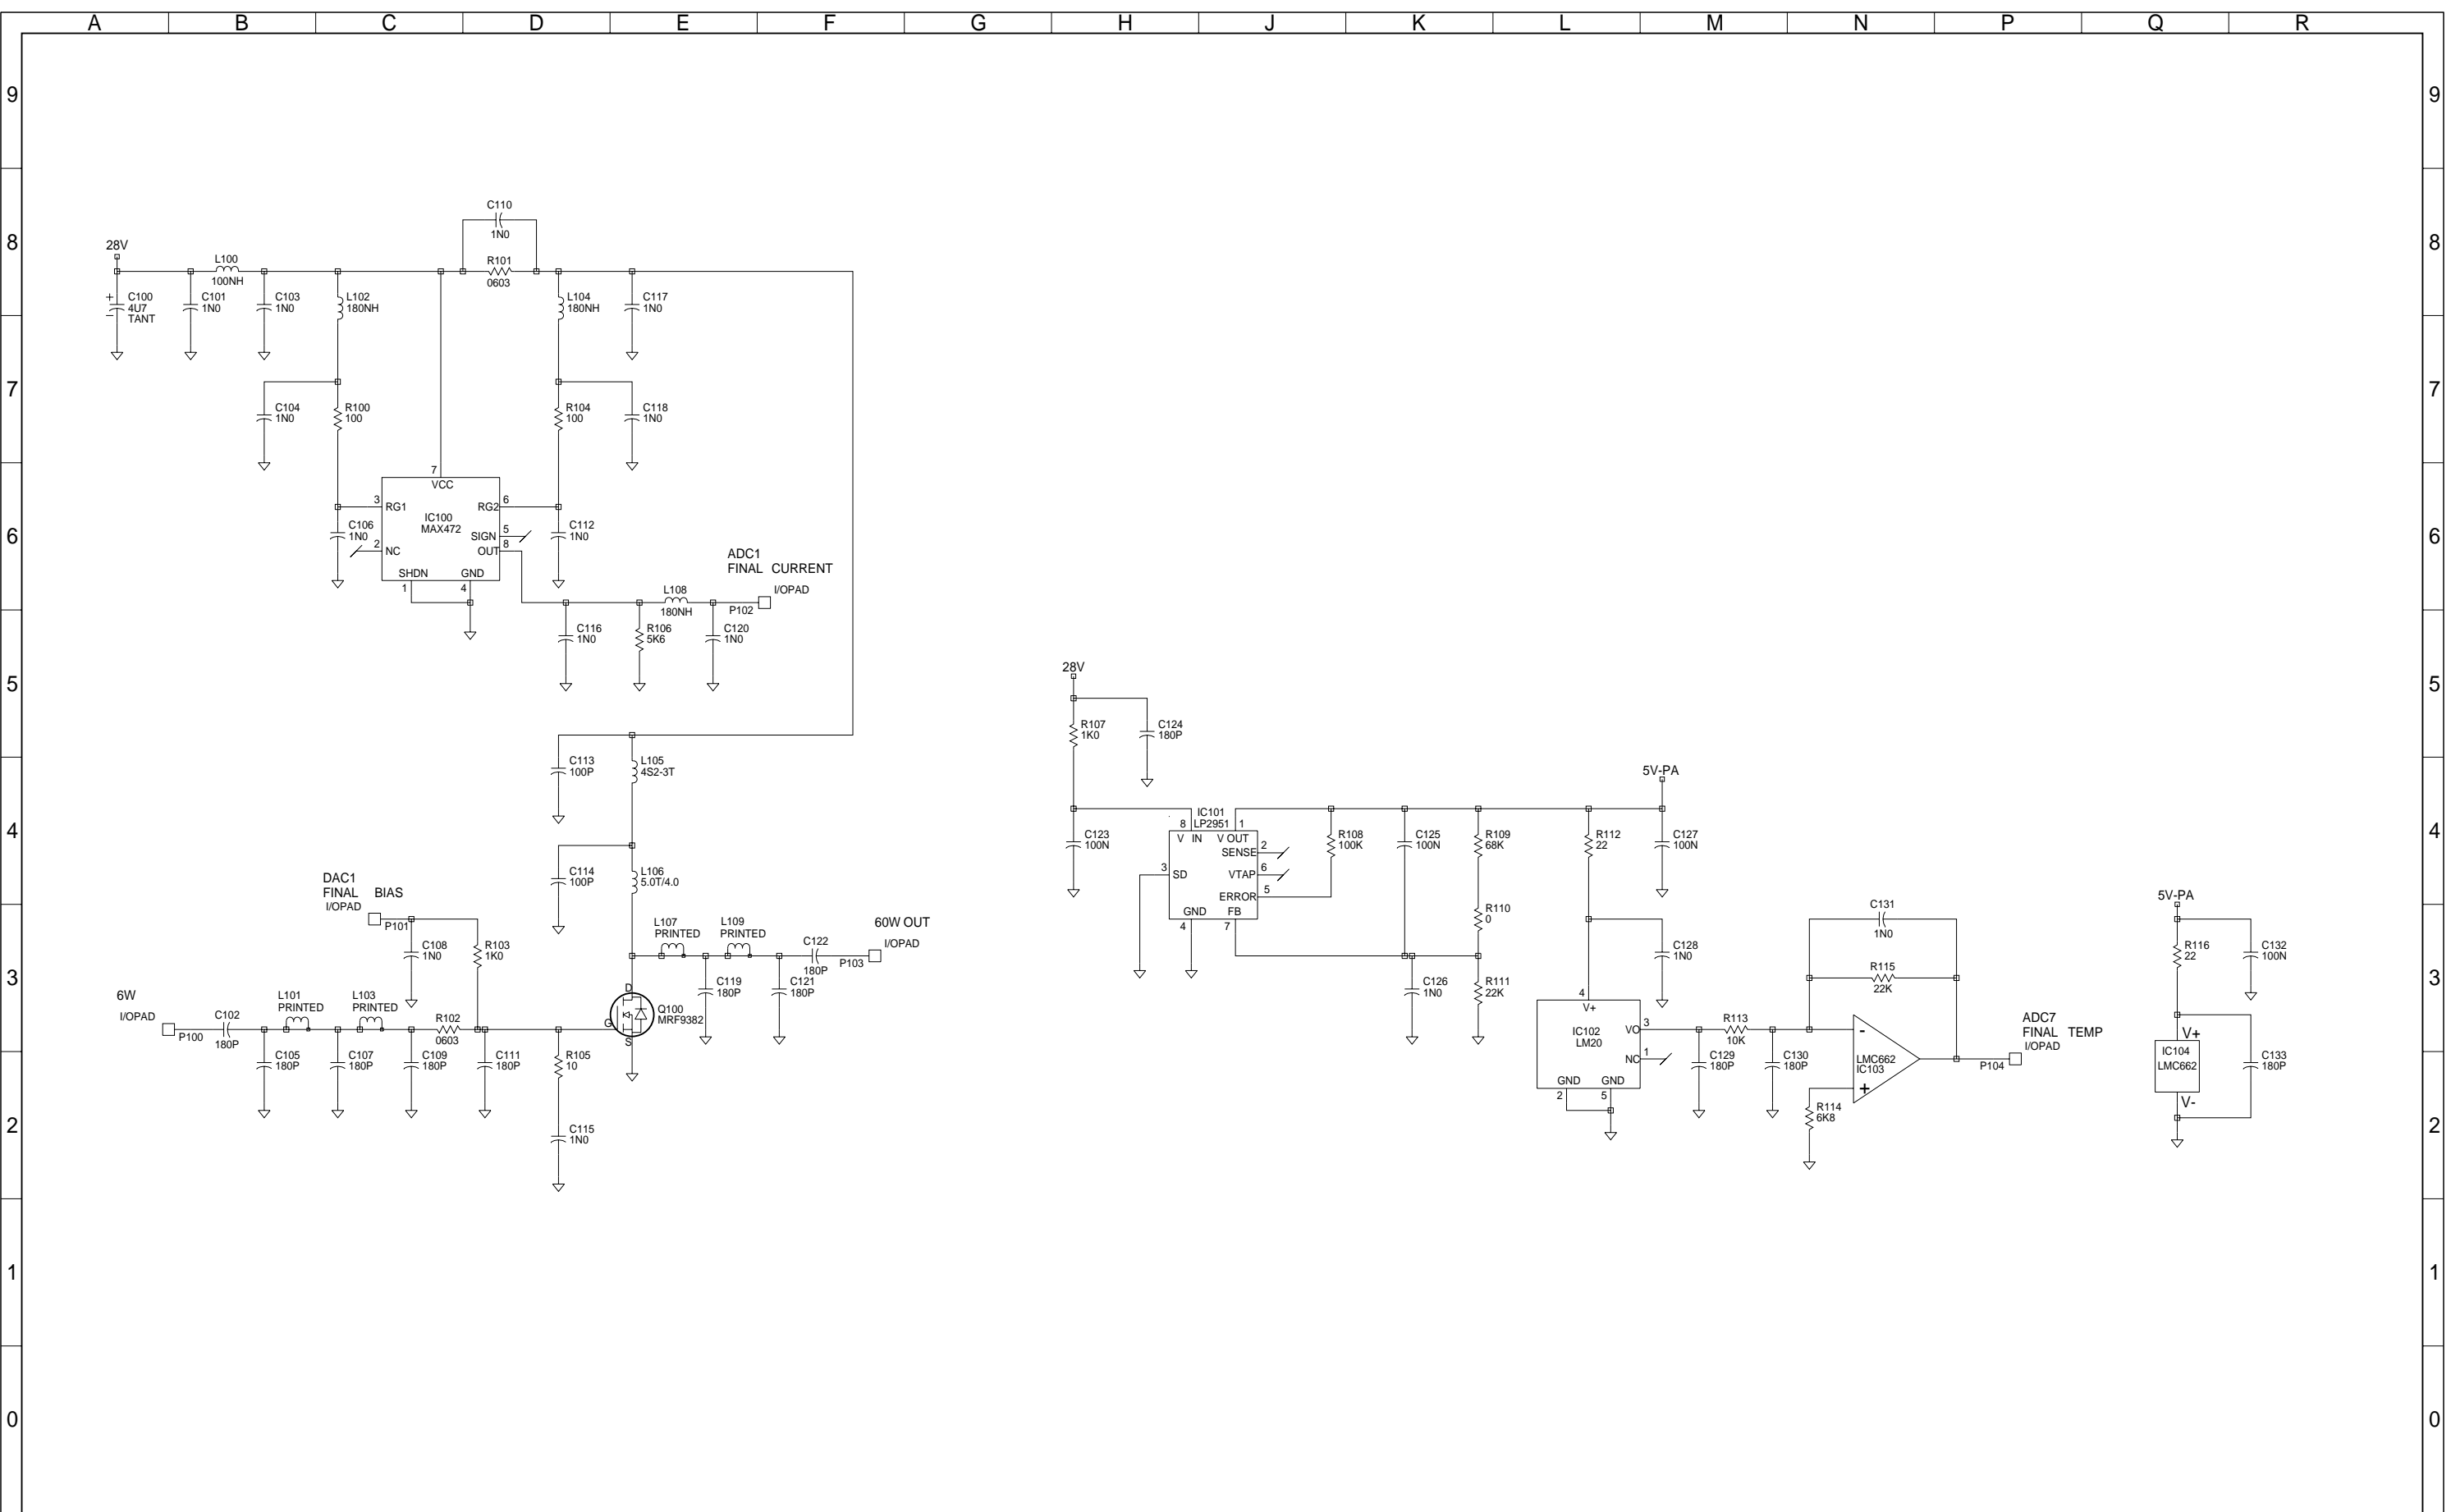 A B C D E F G H J K L M N P Q R
9 9
8 8
7 7
6 6
5 5
4 4
3 3
2 2
1 1
0 0
28V
C100
4U7
TANT
+
−
C101
1N0
L100
100NH
C103
1N0
L102
180NH
C110
1N0
R101
0603
L104
180NH
C117
1N0
C104
1N0
R100
100
R104
100
C118
1N0
7
VCC
3
RG1
RG2
6
IC100
MAX472
SIGN
5
OUT
8
2
NC
SHDN
GND
1
4
C106
1N0
C112
1N0
ADC1
FINAL CURRENT
I/OPAD
L108
180NH
P102
C116
1N0
R106
5K6
C120
1N0
C113
100P
L105
4S2-3T
C114
100P
L106
5.0T/4.0
DAC1
FINAL BIAS
I/OPAD
P101
C108
1N0
R103
1K0
L107
PRINTED
L109
PRINTED
C122
180P
60W OUT
I/OPAD
P103
C119
180P
C121
180P
6W
I/OPAD
P100
C102
180P
L101
PRINTED
L103
PRINTED
R102
0603
C105
180P
C107
180P
C109
180P
C111
180P
R105
10
C115
1N0
D
G
S
Q100
MRF9382
28V
R107
1K0
C124
180P
C123
100N
IC101
LP2951
8
1
V IN
V OUT
SENSE
2
3
SD
VTAP
6
ERROR
5
GND
FB
4
7
R108
100K
C125
100N
R109
68K
R110
0
C126
1N0
R111
22K
5V-PA
R112
22
C127
100N
C128
1N0
4
V+
IC102
LM20
VO
3
NC
1
GND
GND
2
5
R113
10K
C129
180P
C130
180P
C131
1N0
R115
22K
-
LMC662
IC103
+
R114
6K8
ADC7
FINAL TEMP
I/OPAD
P104
5V-PA
R116
22
C132
100N
V+
IC104
LMC662
V-
C133
180P